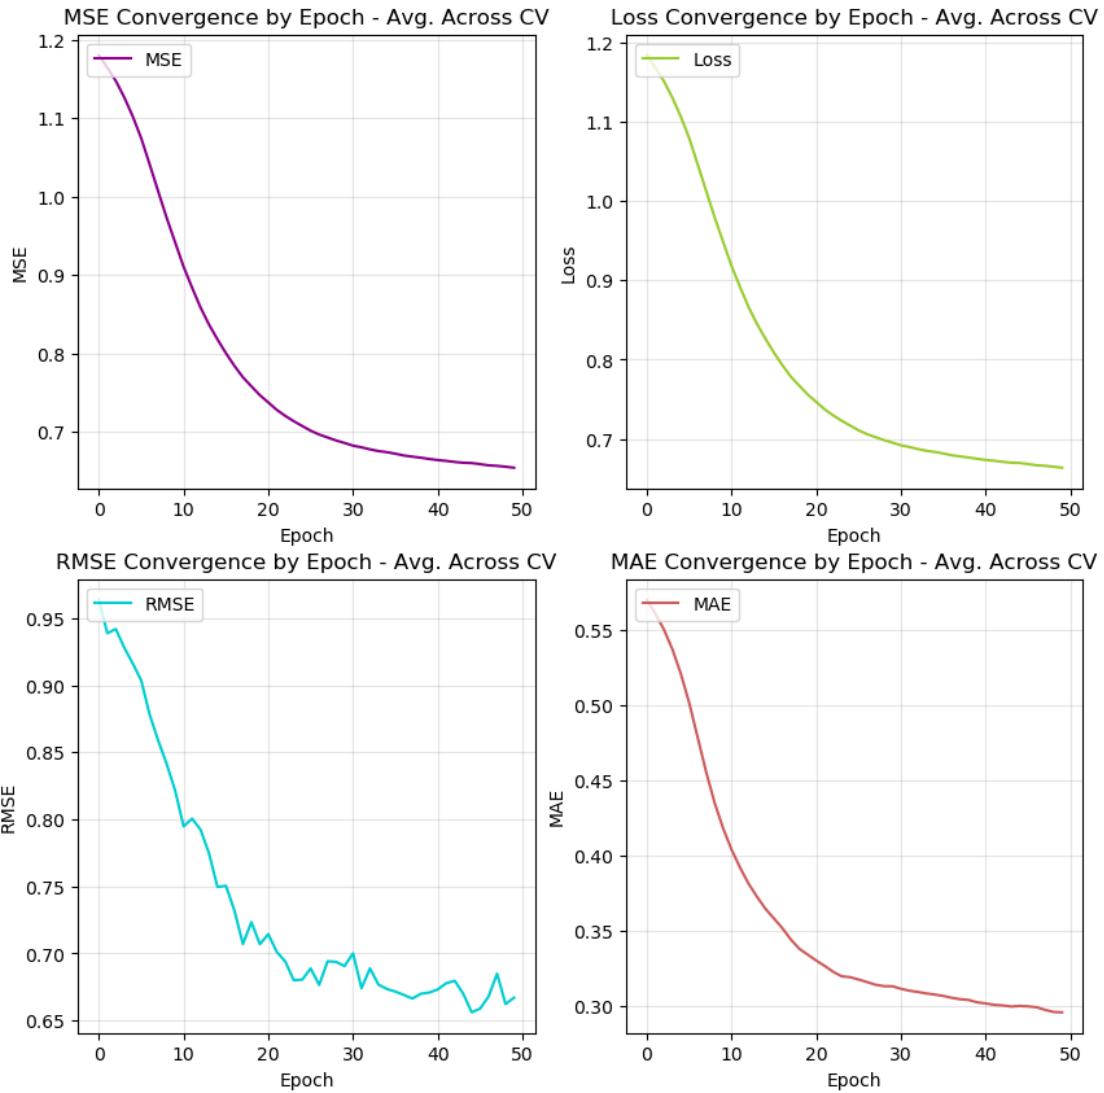 MSE Convergence by Epoch - Avg. Across CV
MSE
1.2
1.1
1.0
0.9
0.8
0.7
MSE
0 10 20 30 40 50
Epoch
Loss Convergence by Epoch - Avg. Across CV
Loss
1.2
1.1
1.0
0.9
0.8
0.7
Loss
0 10 20 30 40 50
Epoch
RMSE Convergence by Epoch - Avg. Across CV
RMSE
0.95
0.90
0.85
0.80
0.75
0.70
0.65
RMSE
0 10 20 30 40 50
Epoch
MAE Convergence by Epoch - Avg. Across CV
MAE
0.55
0.50
0.45
0.40
0.35
0.30
MAE
0 10 20 30 40 50
Epoch